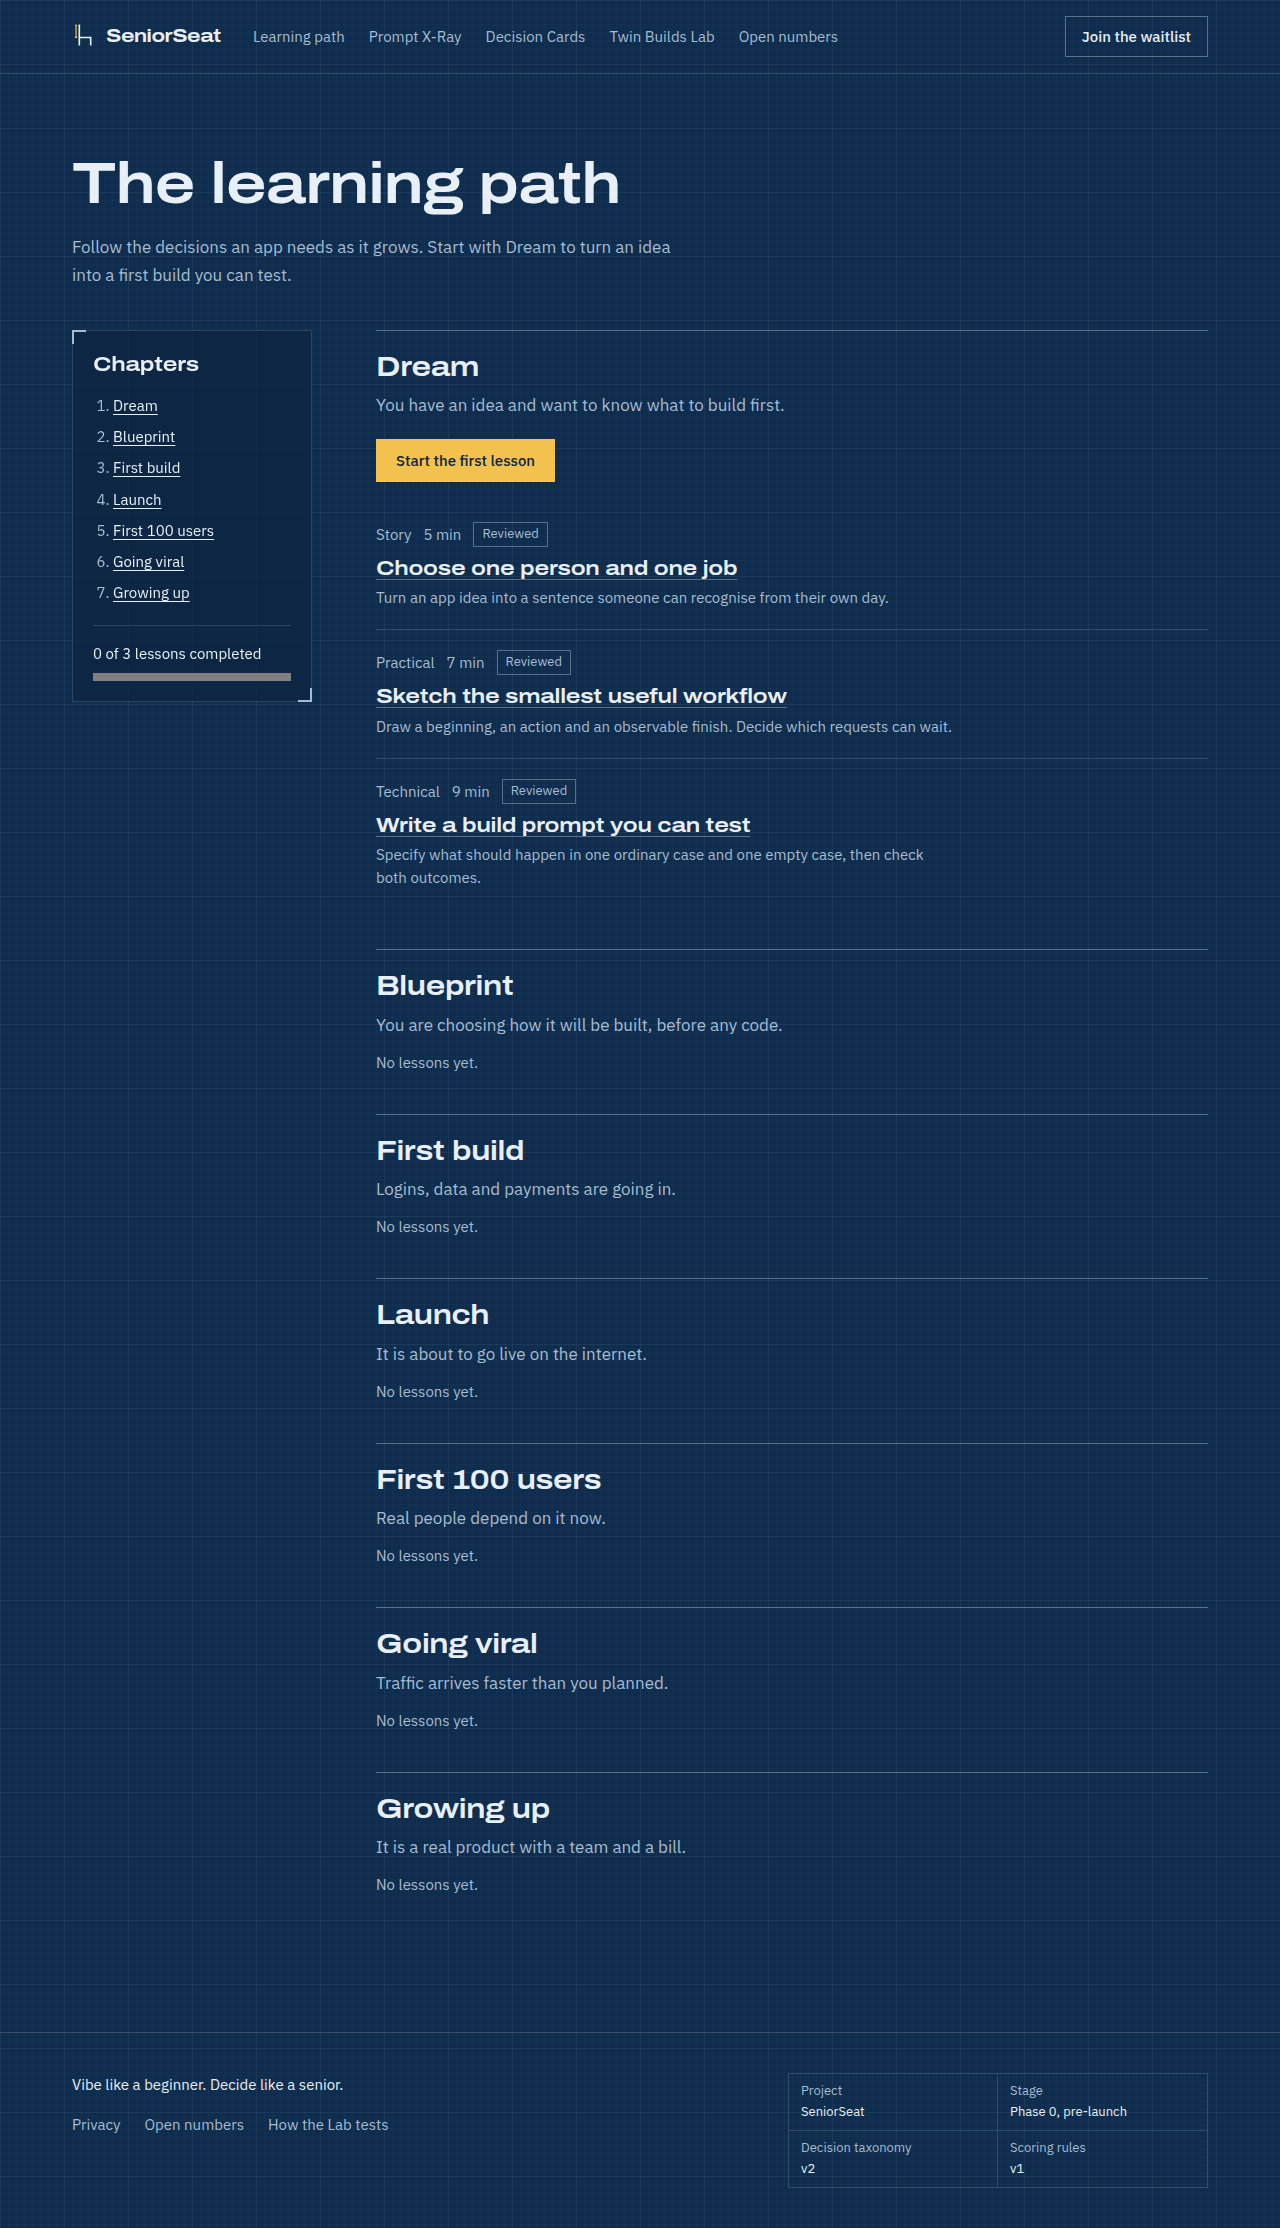 SeniorSeat
Learning path
Prompt X-Ray
Decision Cards
Twin Builds Lab
Open numbers
Join the waitlist
The learning path
Follow the decisions an app needs as it grows. Start with Dream to turn an idea
into a first build you can test.
Chapters
1. Dream
2. Blueprint
3. First build
4. Launch
5. First 100 users
6. Going viral
7. Growing up
0 of 3 lessons completed
Dream
You have an idea and want to know what to build first.
Start the first lesson
Story 5 min Reviewed
Choose one person and one job
Turn an app idea into a sentence someone can recognise from their own day.
Practical 7 min Reviewed
Sketch the smallest useful workflow
Draw a beginning, an action and an observable finish. Decide which requests can wait.
Technical 9 min Reviewed
Write a build prompt you can test
Specify what should happen in one ordinary case and one empty case, then check
both outcomes.
Blueprint
You are choosing how it will be built, before any code.
No lessons yet.
First build
Logins, data and payments are going in.
No lessons yet.
Launch
It is about to go live on the internet.
No lessons yet.
First 100 users
Real people depend on it now.
No lessons yet.
Going viral
Traffic arrives faster than you planned.
No lessons yet.
Growing up
It is a real product with a team and a bill.
No lessons yet.
Vibe like a beginner. Decide like a senior.
Privacy
Open numbers
How the Lab tests
Project
SeniorSeat
Stage
Phase 0, pre-launch
Decision taxonomy
v2
Scoring rules
v1